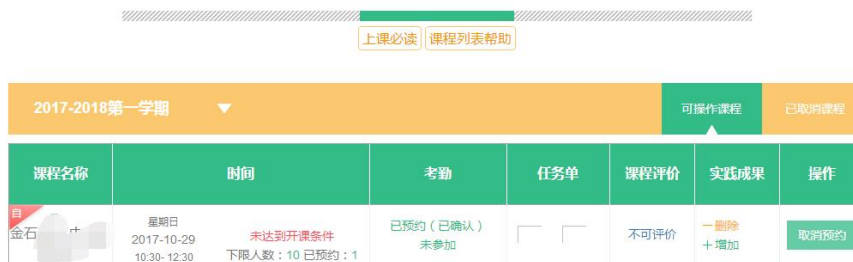 上课必读 课程列表帮助
2017-2018第一学期
可操作课程 已取消课程
课程名称 时间 考勤 任务单 课程评价 实践成果 操作
自
金石
星期日
2017-10-29
10:30- 12:30
未达到开课条件
下限人数：10 已预约：1
已预约（已确认）
未参加
不可评价
－删除
＋增加
取消预约